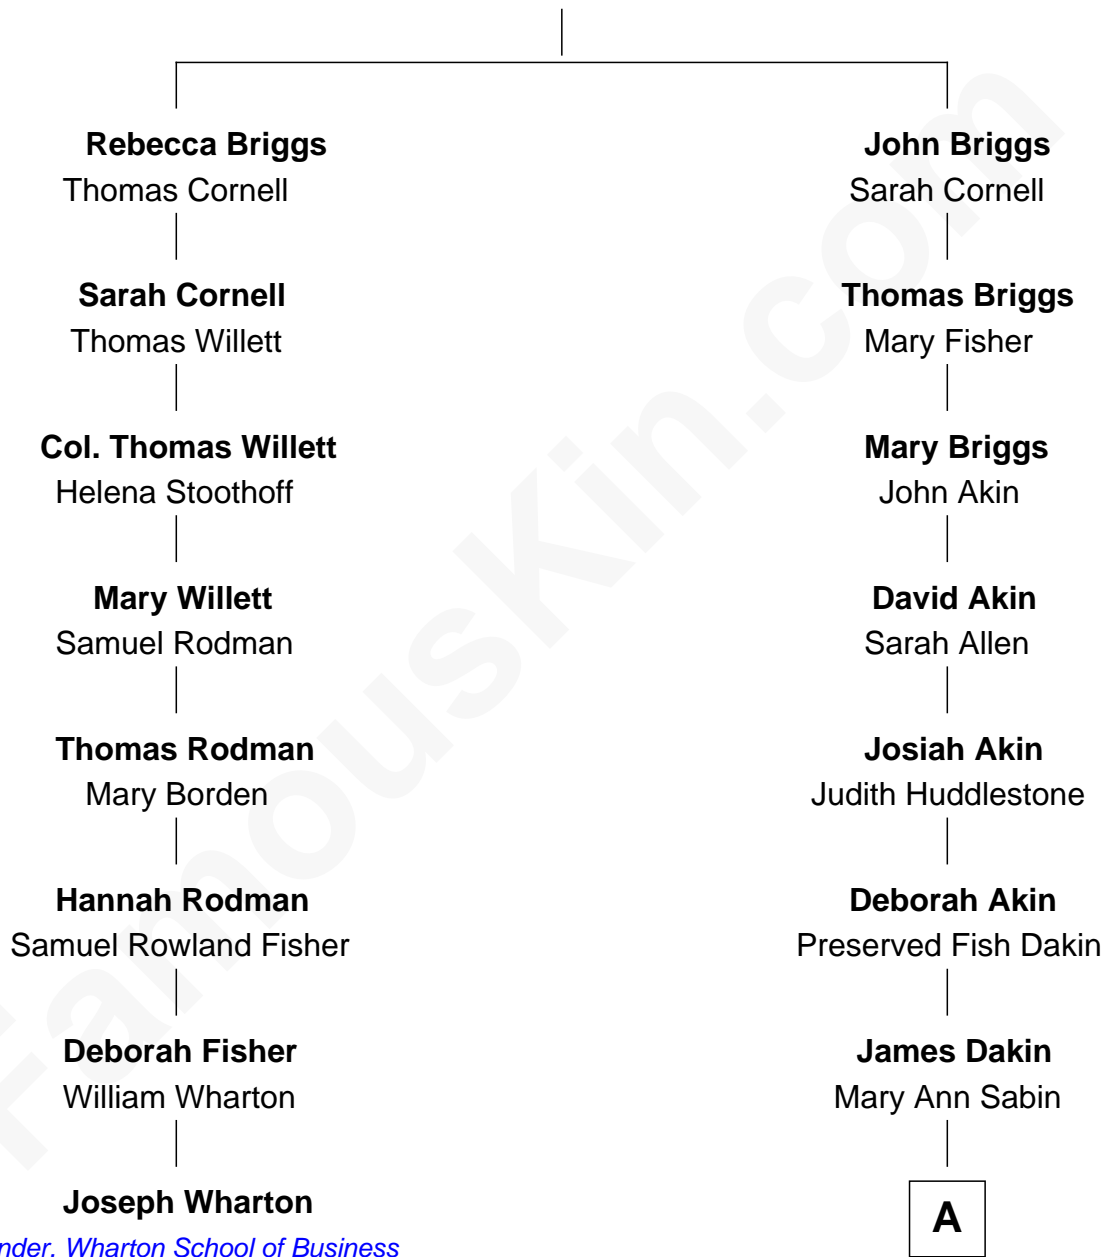 Rebecca Briggs
Thomas Cornell
Sarah Cornell
Thomas Willett
Col. Thomas Willett
Helena Stoothoff
Mary Willett
Samuel Rodman
Thomas Rodman
Mary Borden
Hannah Rodman
Samuel Rowland Fisher
Deborah Fisher
William Wharton
Joseph Wharton
nder, Wharton School of Business
John Briggs
Sarah Cornell
Thomas Briggs
Mary Fisher
Mary Briggs
John Akin
David Akin
Sarah Allen
Josiah Akin
Judith Huddlestone
Deborah Akin
Preserved Fish Dakin
James Dakin
Mary Ann Sabin
A
FamousKin.com